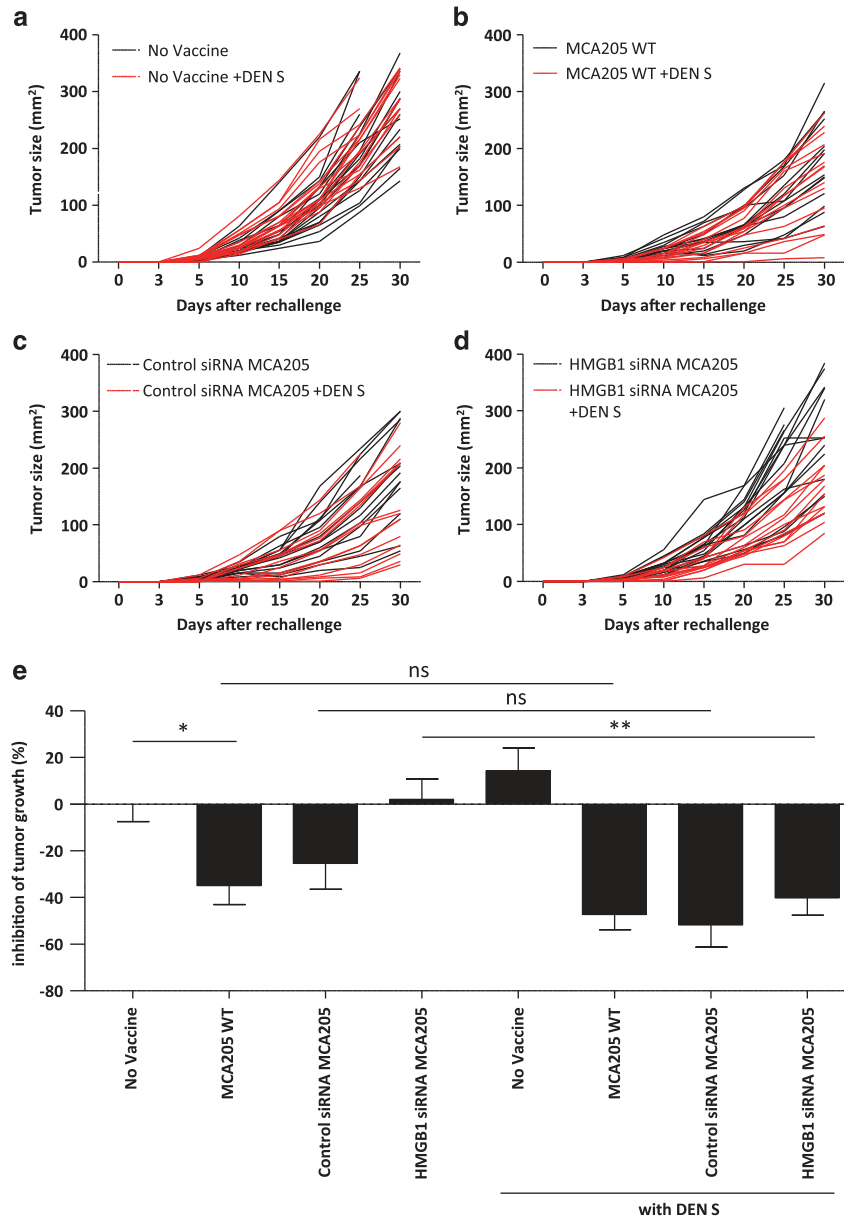 a
400
300
200
100
0
Tumor size (mm²)
No Vaccine
No Vaccine +DEN S
0 3 5 10 15 20 25 30
Days after rechallenge
b
400
300
200
100
0
Tumor size (mm²)
MCA205 WT
MCA205 WT +DEN S
0 3 5 10 15 20 25 30
Days after rechallenge
c
400
300
200
100
0
Tumor size (mm²)
Control siRNA MCA205
Control siRNA MCA205 +DEN S
0 3 5 10 15 20 25 30
Days after rechallenge
d
400
300
200
100
0
Tumor size (mm²)
HMGB1 siRNA MCA205
HMGB1 siRNA MCA205
+DEN S
0 3 5 10 15 20 25 30
Days after rechallenge
e
ns
ns
*
**
40
20
0
-20
-40
-60
-80
inhibition of tumor growth (%)
No Vaccine
MCA205 WT
Control siRNA MCA205
HMGB1 siRNA MCA205
No Vaccine
MCA205 WT
Control siRNA MCA205
HMGB1 siRNA MCA205
with DEN S